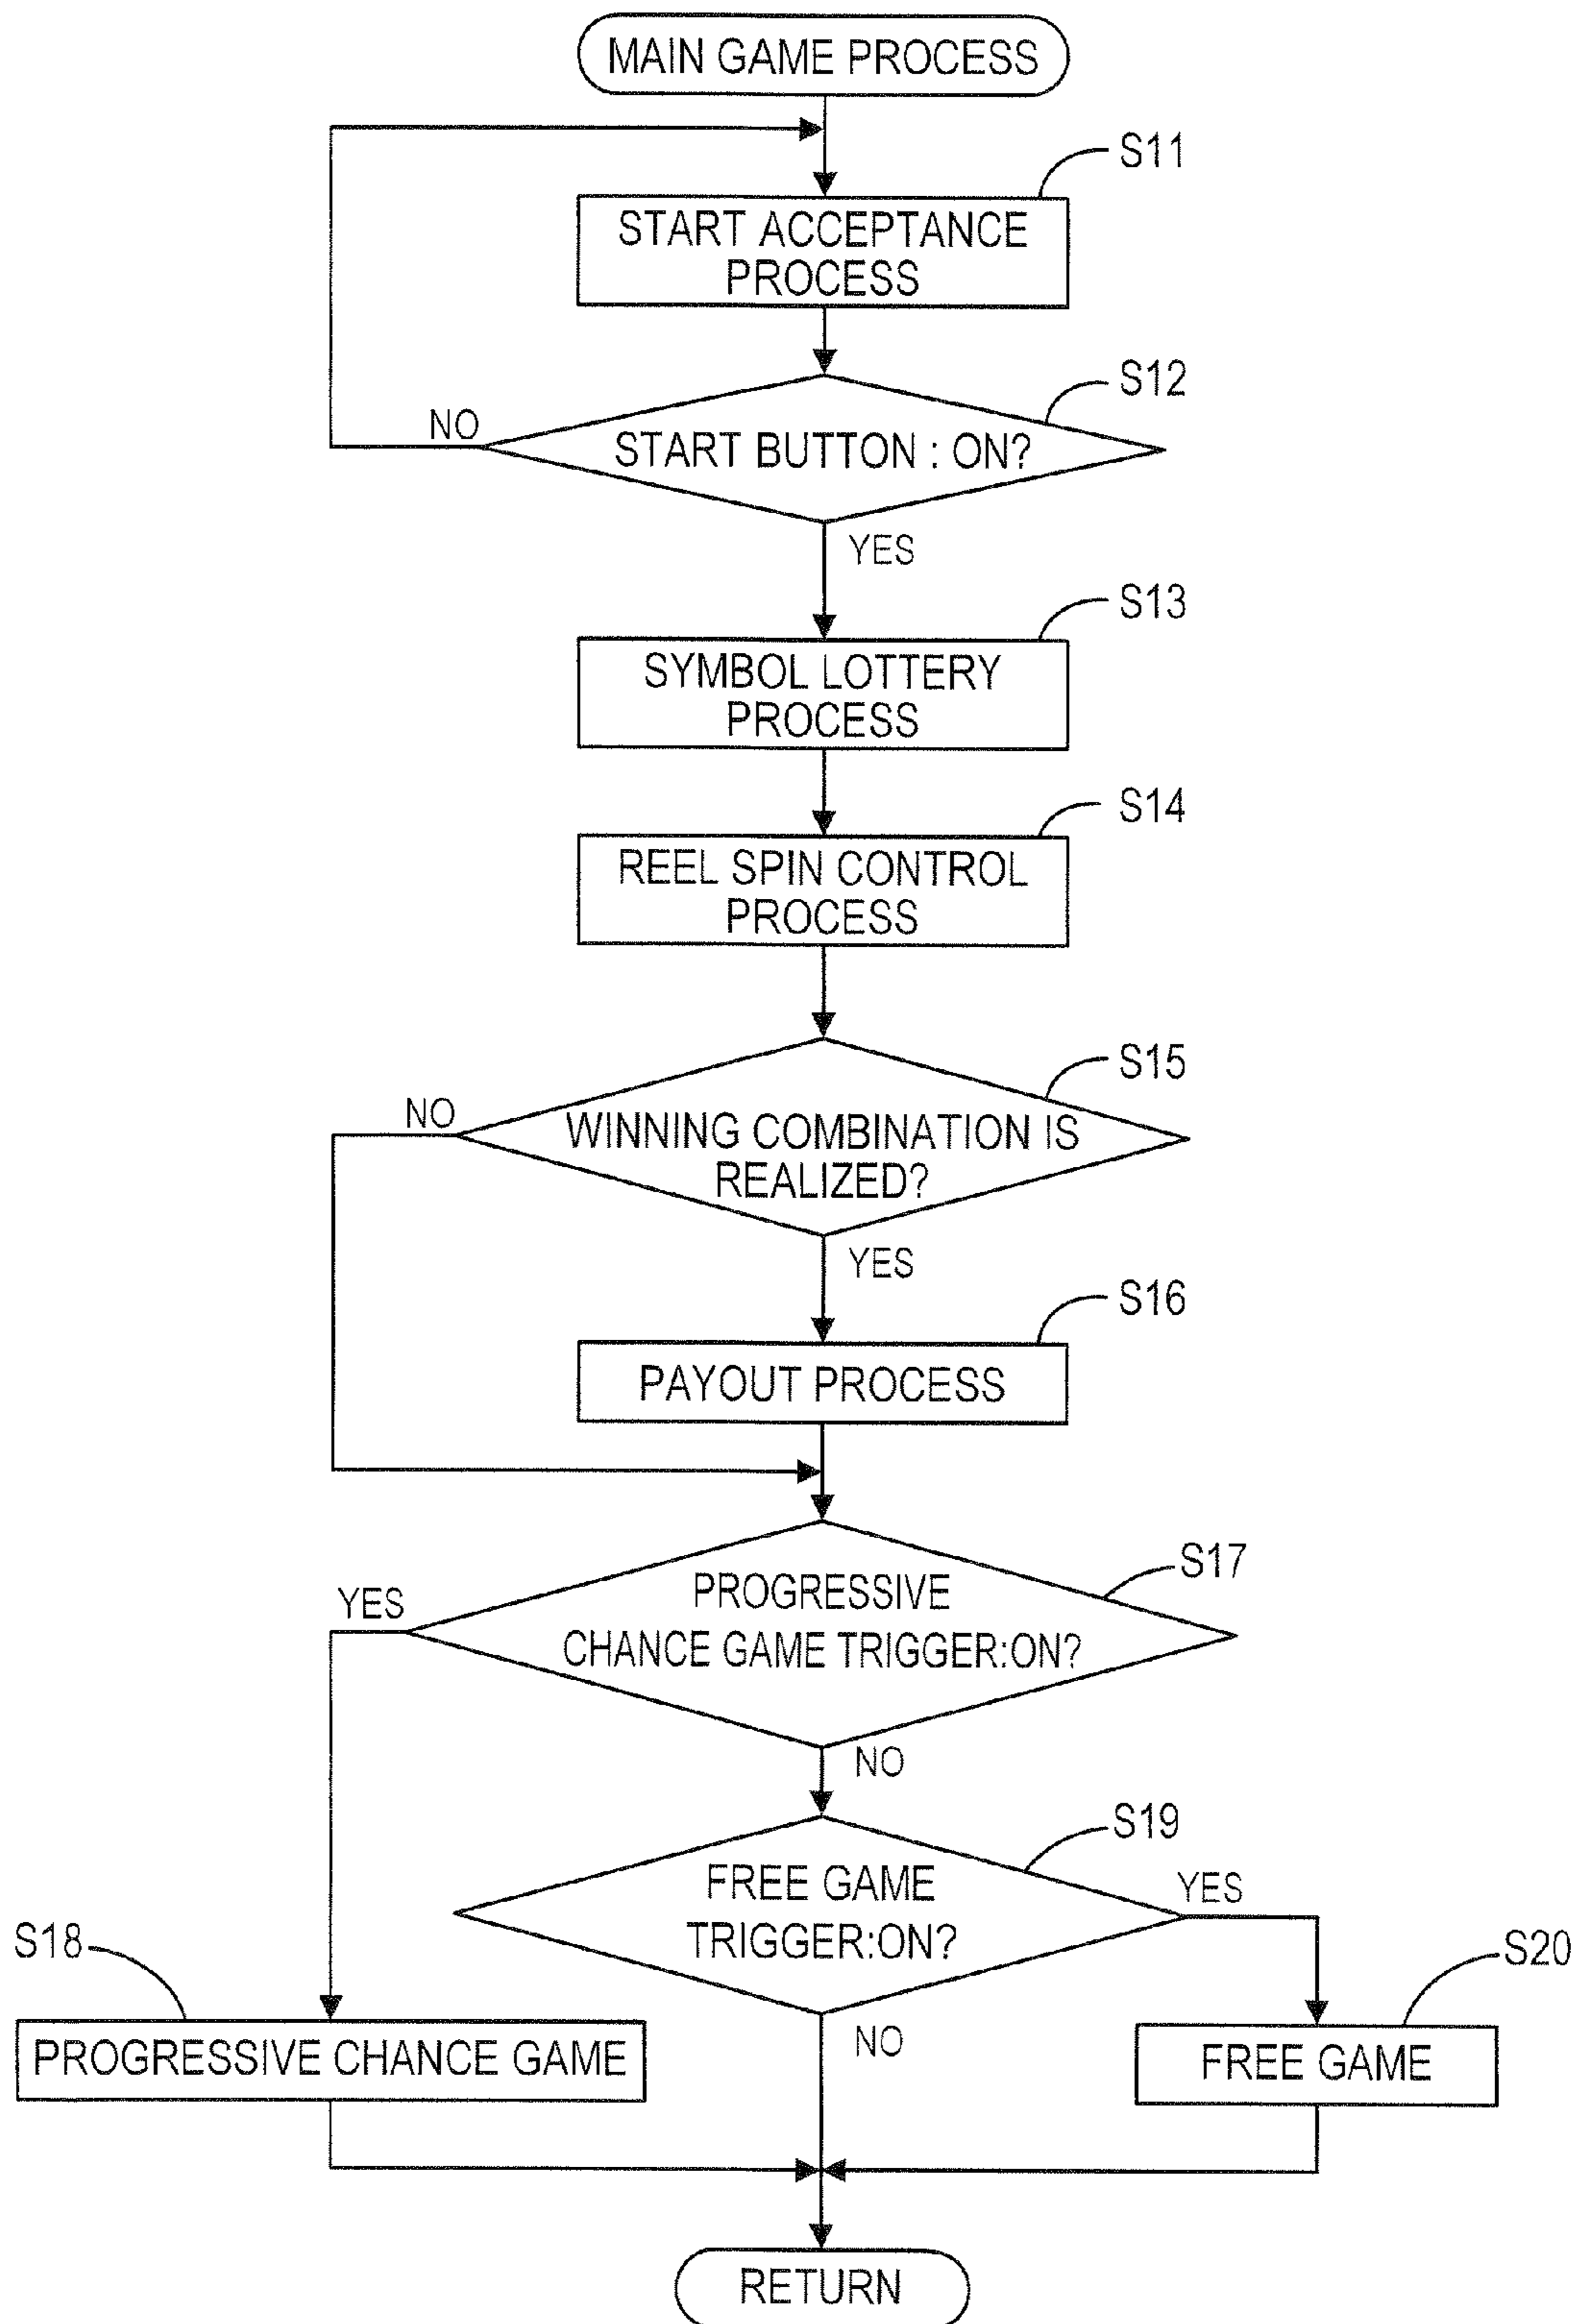 MAIN GAME PROCESS
S11
START ACCEPTANCE
PROCESS
S12
NO
START BUTTON : ON?
YES
S13
SYMBOL LOTTERY
PROCESS
S14
REEL SPIN CONTROL
PROCESS
S15
NO
WINNING COMBINATION IS
REALIZED?
YES
S16
PAYOUT PROCESS
S17
YES
PROGRESSIVE
CHANCE GAME TRIGGER:ON?
NO
S19
FREE GAME
TRIGGER:ON?
YES
S18
S20
NO
PROGRESSIVE CHANCE GAME
FREE GAME
RETURN